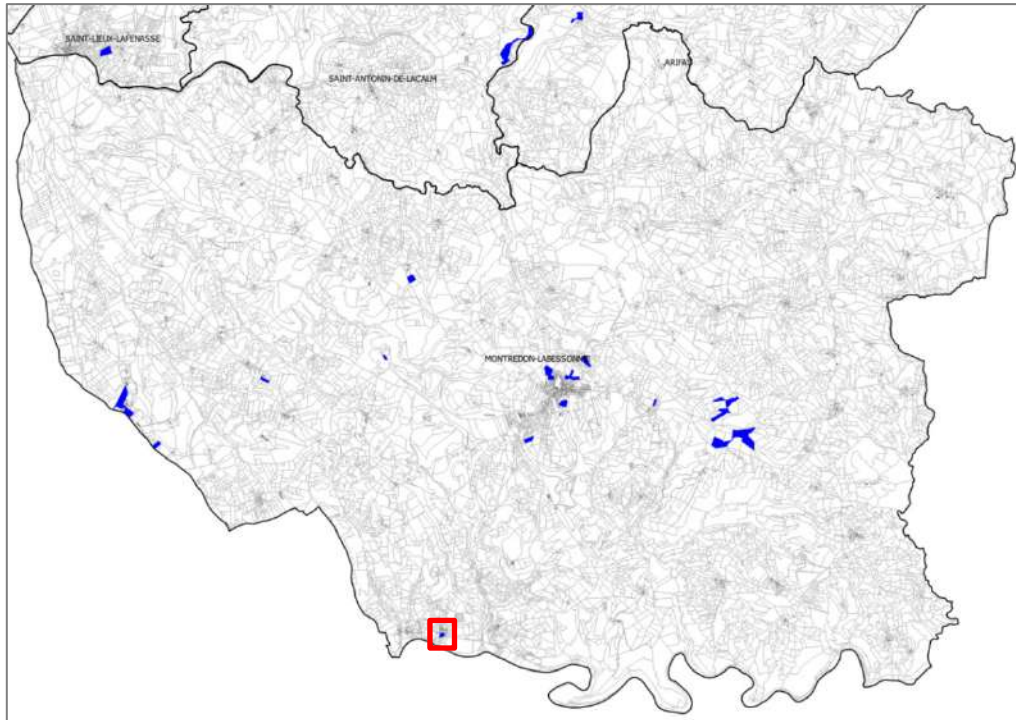 SAINT-LIEUX-LAFENASSE
SAINT-ANTONIN-DE-LACALM
ARIFAT
MONTREDON-LABESSONNIE